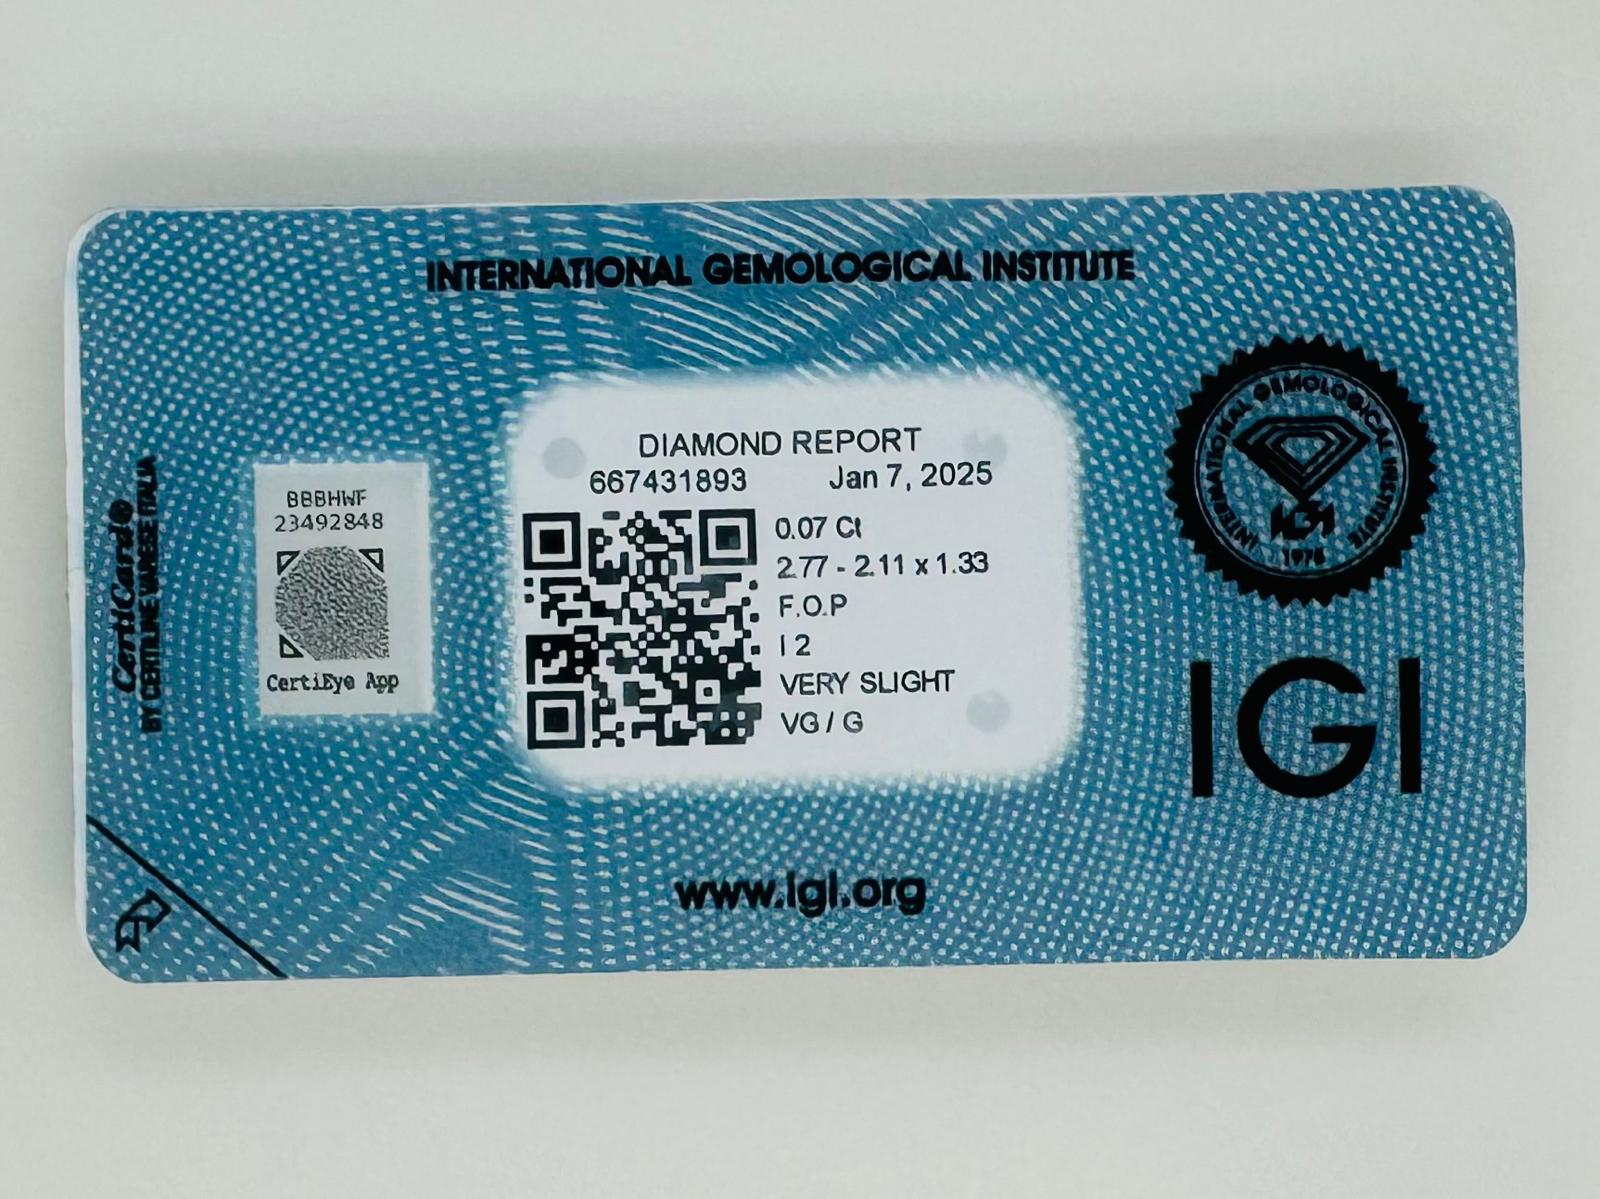 INTERNATIONAL GEMOLOGICAL INSTITUTE
DIAMOND REPORT
667431893 Jan 7, 2025
0.07 Ct
2.77 - 2.11 x 1.33
F.O.P
I 2
VERY SLIGHT
VG / G
BBBHWF
23492848
CertiEye App
CertiCard®
BY CERTILINE VARESE ITALIA
INTERNATIONAL GEMOLOGICAL INSTITUTE
IGI
1975
IGI
www.igi.org